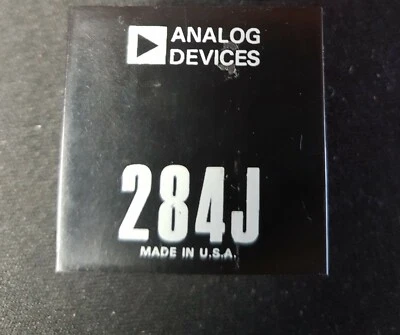 ANALOG
DEVICES
284J
MADE IN U.S.A.